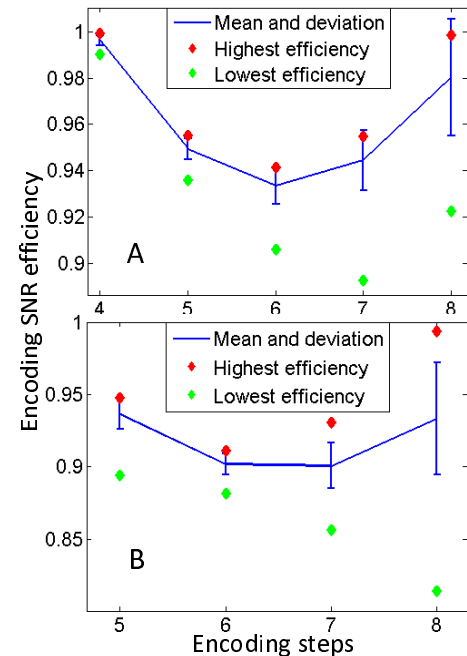 Mean and deviation
Highest efficiency
Lowest efficiency
1
0.98
0.96
0.94
0.92
0.9
A
4 5 6 7 8
Encoding SNR efficiency
Mean and deviation
Highest efficiency
Lowest efficiency
1
0.95
0.9
0.85
B
5 6 7 8
Encoding steps